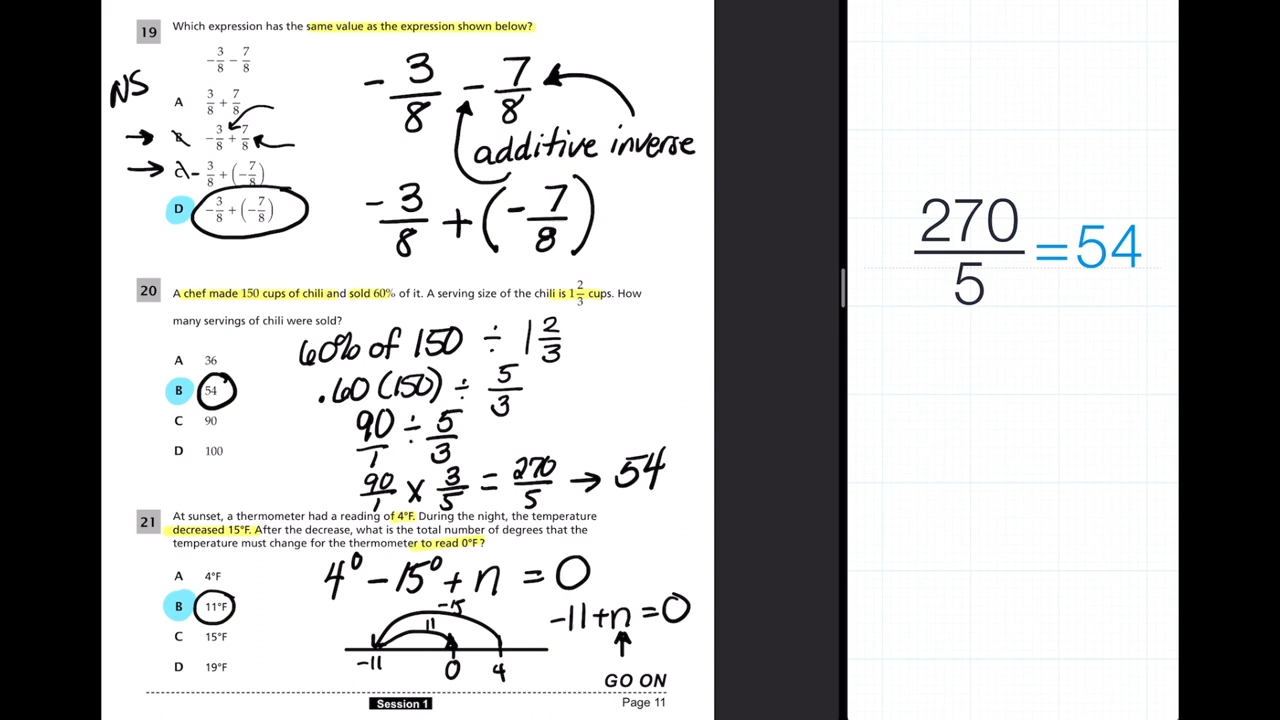 19 Which expression has the same value as the expression shown below?
-3/8 - 7/8
NS
A 3/8 + 7/8
B -3/8 + 7/8
-3/8 + (-7/8)
D -3/8 + (-7/8)
- 3/8 - 7/8
additive inverse
- 3/8 + (- 7/8)
20 A chef made 150 cups of chili and sold 60% of it. A serving size of the chili is 1 2/3 cups. How
many servings of chili were sold?
A 36
B 54
C 90
D 100
60% of 150 ÷ 1 2/3
.60 (150) ÷ 5/3
90/1 ÷ 5/3
90/1 x 3/5 = 270/5 → 54
21 At sunset, a thermometer had a reading of 4°F. During the night, the temperature
decreased 15°F. After the decrease, what is the total number of degrees that the
temperature must change for the thermometer to read 0°F?
A 4°F
B 11°F
C 15°F
D 19°F
4° - 15° + n = 0
-11 + n = 0
-15
11
-11 0 4
GO ON
Session 1
Page 11
270/5 = 54